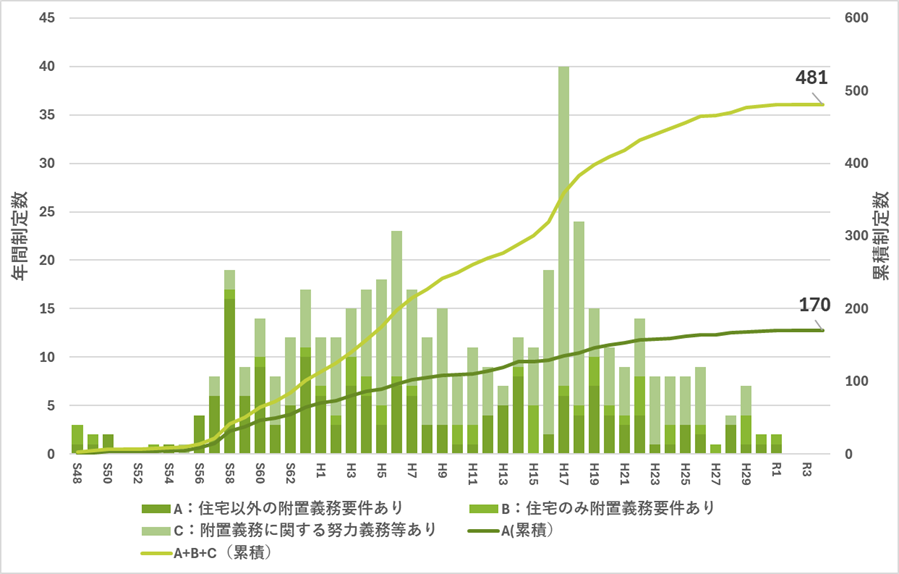 45
40
35
30
25
20
15
10
5
0
年間制定数
600
500
400
300
200
100
0
累積制定数
481
170
S48
S50
S52
S54
S56
S58
S60
S62
H1
H3
H5
H7
H9
H11
H13
H15
H17
H19
H21
H23
H25
H27
H29
R1
R3
A：住宅以外の附置義務要件あり
B：住宅のみ附置義務要件あり
C：附置義務に関する努力義務等あり
A(累積）
A+B+C（累積）